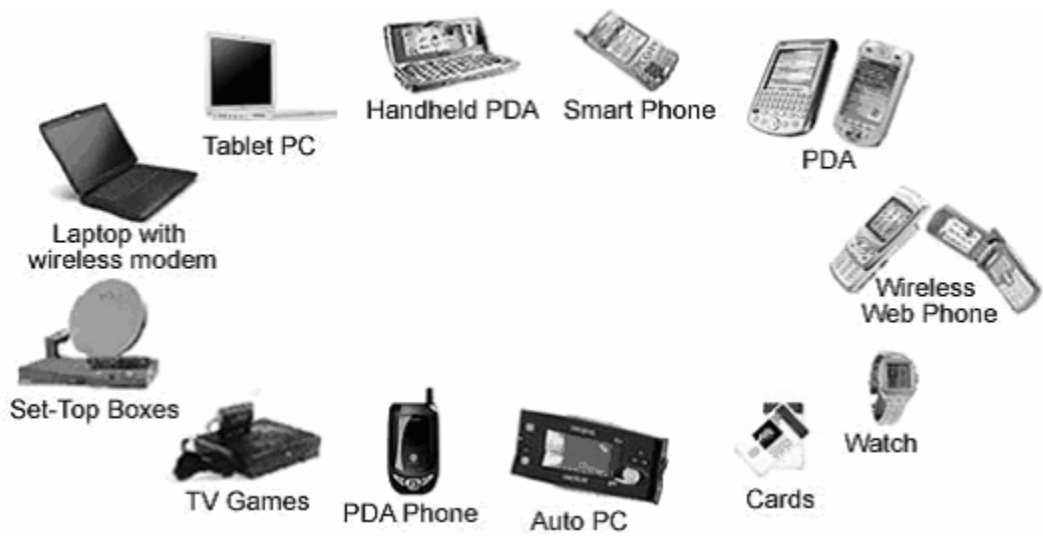 Handheld PDA
Smart Phone
Tablet PC
PDA
Laptop with
wireless modem
Wireless
Web Phone
Set-Top Boxes
Watch
TV Games
PDA Phone
Auto PC
Cards